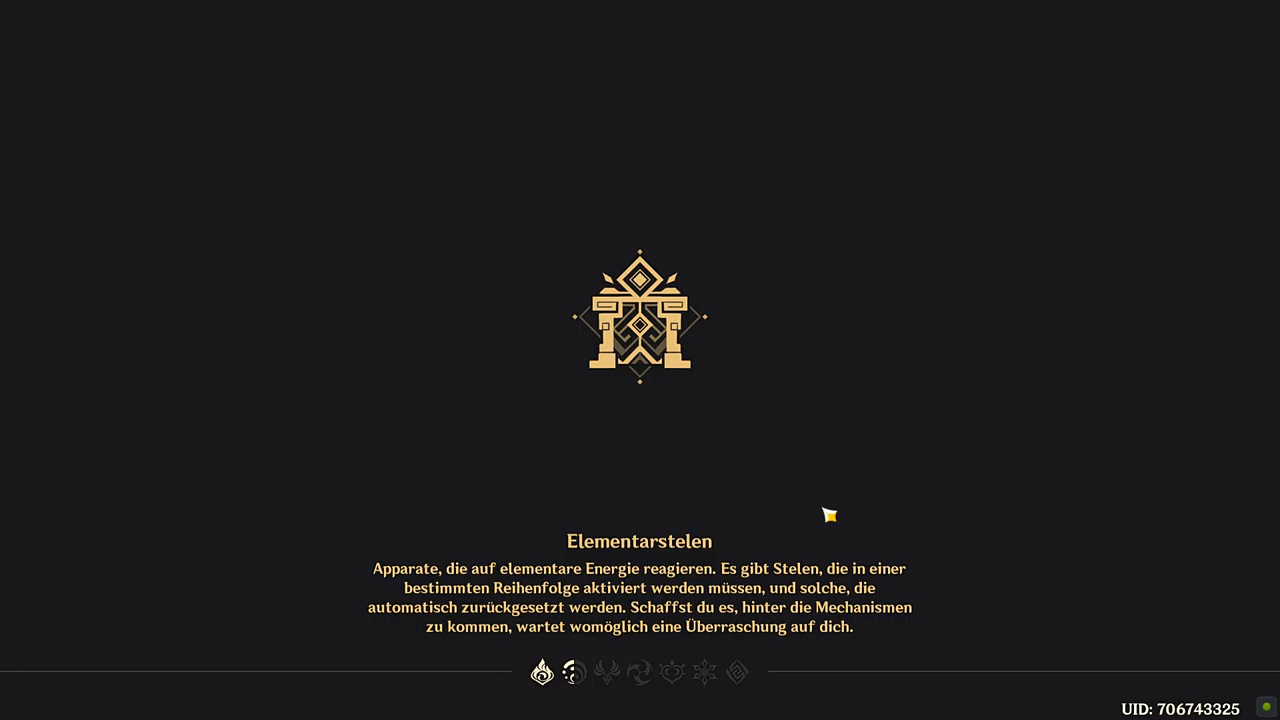 Elementarstelen
Apparate, die auf elementare Energie reagieren. Es gibt Stelen, die in einer
bestimmten Reihenfolge aktiviert werden müssen, und solche, die
automatisch zurückgesetzt werden. Schaffst du es, hinter die Mechanismen
zu kommen, wartet womöglich eine Überraschung auf dich.
UID: 706743325